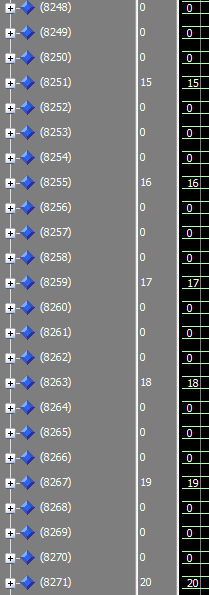 (8248) 0 0
(8249) 0 0
(8250) 0 0
(8251) 15 15
(8252) 0 0
(8253) 0 0
(8254) 0 0
(8255) 16 16
(8256) 0 0
(8257) 0 0
(8258) 0 0
(8259) 17 17
(8260) 0 0
(8261) 0 0
(8262) 0 0
(8263) 18 18
(8264) 0 0
(8265) 0 0
(8266) 0 0
(8267) 19 19
(8268) 0 0
(8269) 0 0
(8270) 0 0
(8271) 20 20